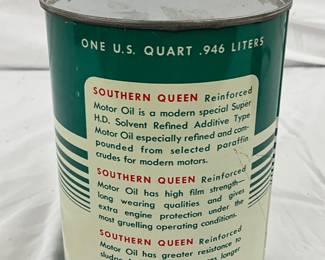 ONE U.S. QUART .946 LITERS
SOUTHERN QUEEN Reinforced
Motor Oil is a modern special Super
H.D. Solvent Refined Additive Type
Motor Oil especially refined and com-
pounded from selected paraffin
crudes for modern motors.
SOUTHERN QUEEN Reinforced
Motor Oil has high film strength—
long wearing qualities and gives
extra engine protection under the
most gruelling operating conditions.
SOUTHERN QUEEN Reinforced
Motor Oil has greater resistance to
longer